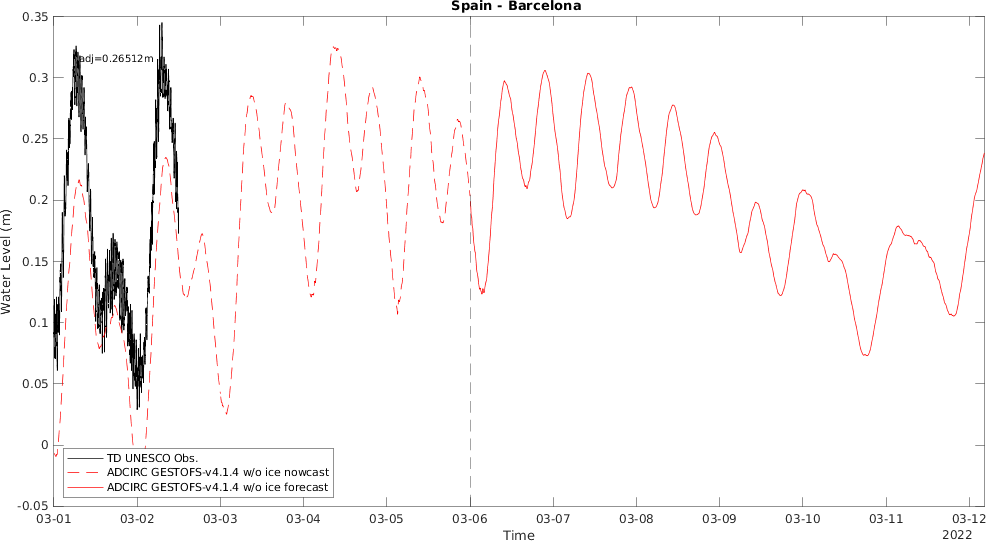 Spain - Barcelona
adj=0.26512m
Water Level (m)
0.35
0.3
0.25
0.2
0.15
0.1
0.05
0
-0.05
TD UNESCO Obs.
ADCIRC GESTOFS-v4.1.4 w/o ice nowcast
ADCIRC GESTOFS-v4.1.4 w/o ice forecast
03-01 03-02 03-03 03-04 03-05 03-06 03-07 03-08 03-09 03-10 03-11 03-12
Time
2022